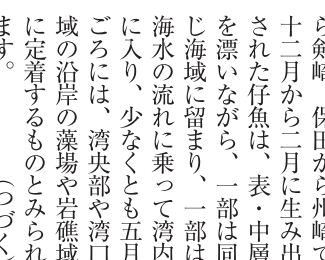 ら剣崎、保田から州崎で
十二月から二月に生み出
された仔魚は、表・中層
を漂いながら、一部は同
じ海域に留まり、一部は
海水の流れに乗って湾内
に入り、少なくとも五月
ごろには、湾央部や湾口
域の沿岸の藻場や岩礁域
に定着するものとみられ
ます。　　　（つづく